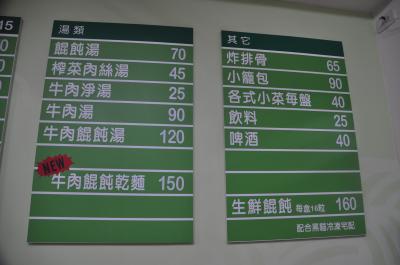 15
0
0
0
湯類
餛飩湯 70
榨菜肉絲湯 45
牛肉淨湯 25
牛肉湯 90
牛肉餛飩湯 120
NEW
牛肉餛飩乾麵 150
其它
炸排骨 65
小籠包 90
各式小菜每盤 40
飲料 25
啤酒 40
生鮮餛飩 每盒16粒 160
配合黑貓冷凍宅配